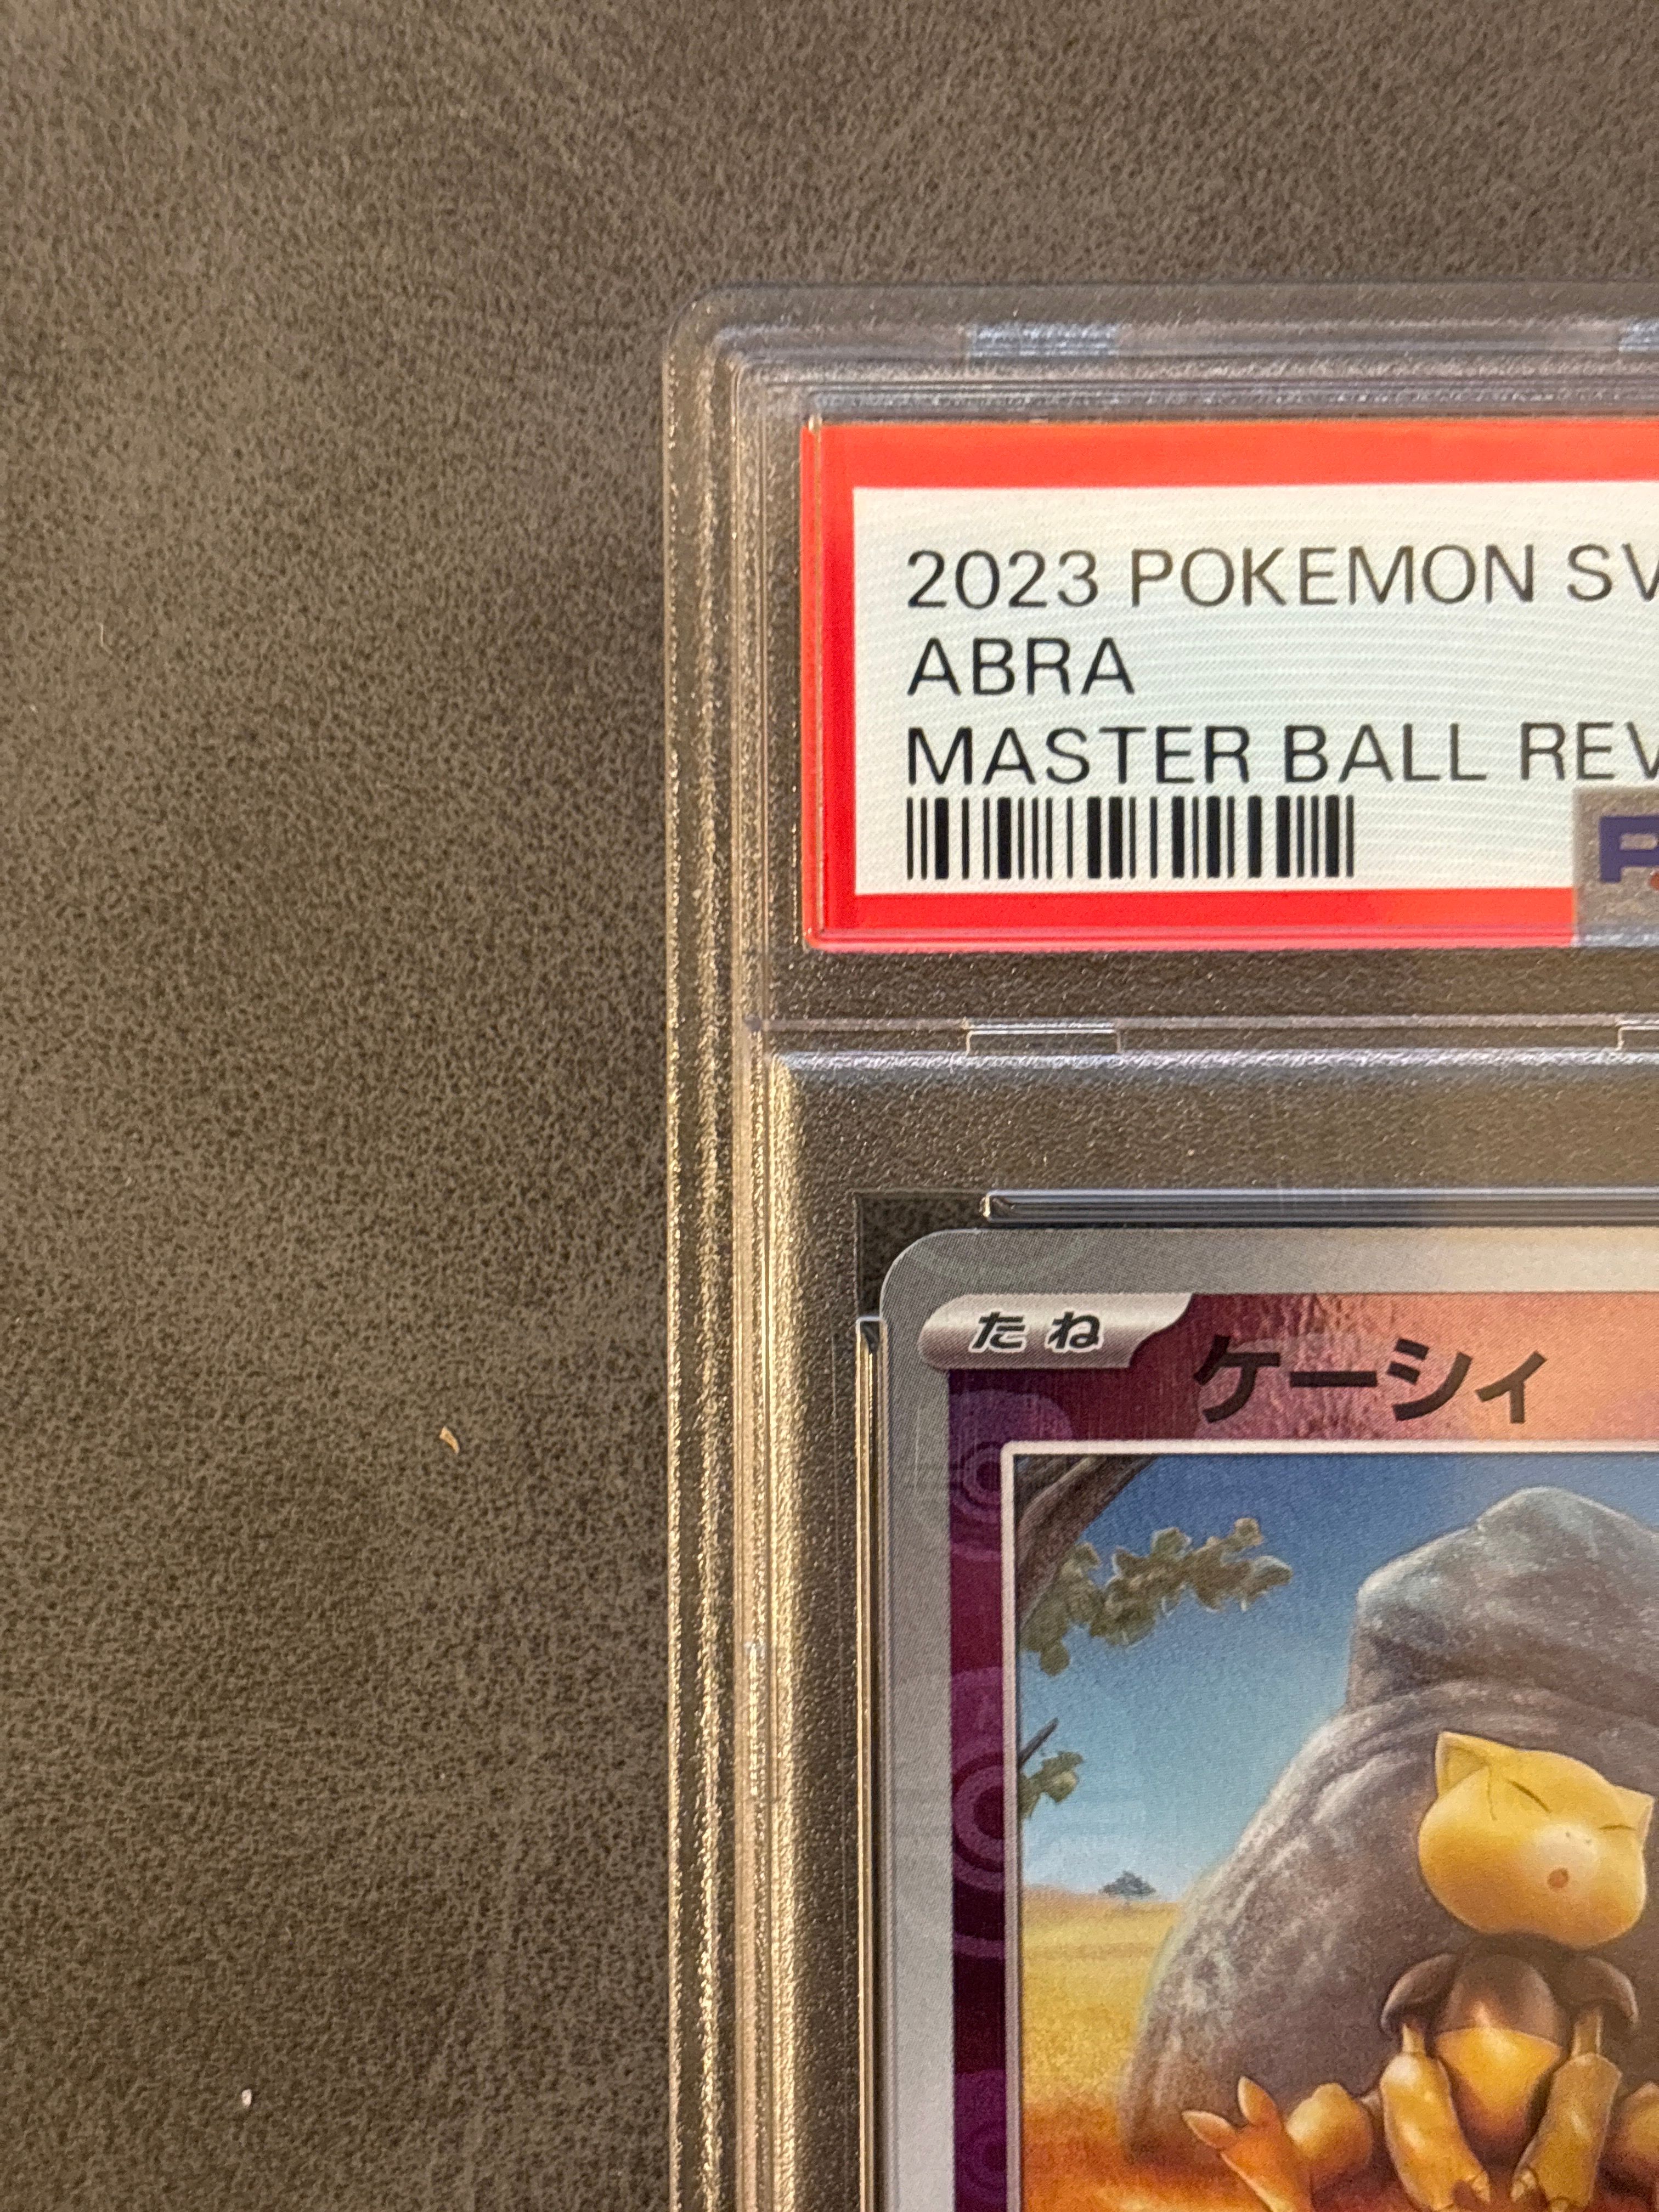 2023 POKEMON SV
ABRA
MASTER BALL REV
たね
ケーシィ